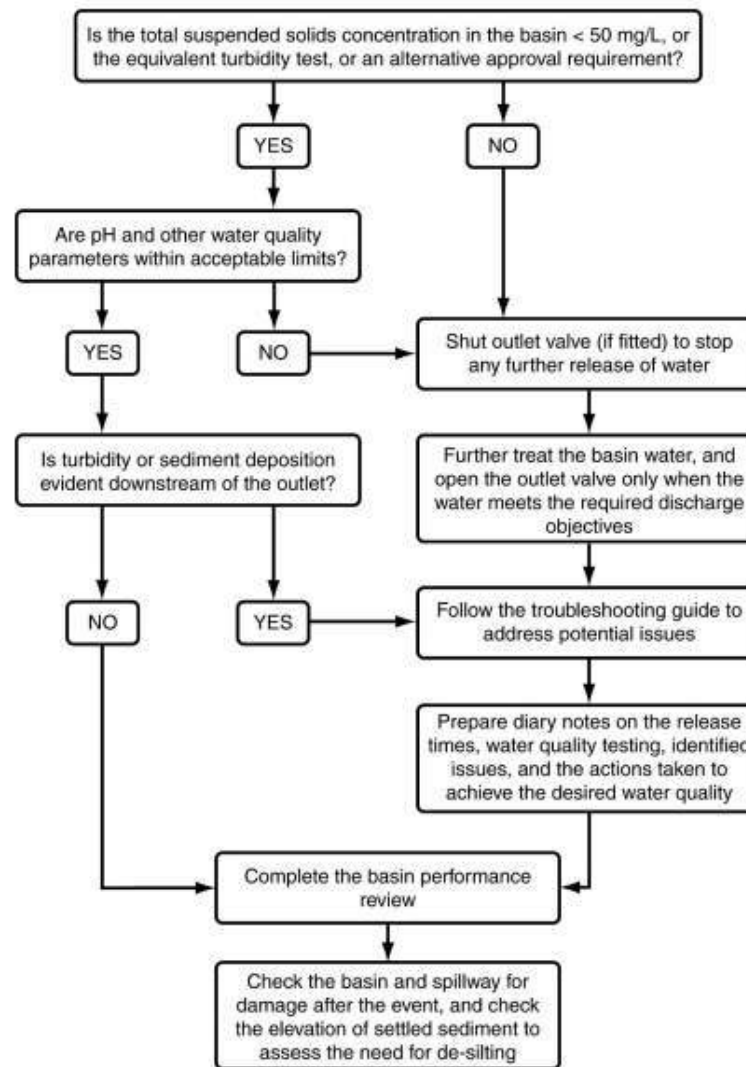 Is the total suspended solids concentration in the basin < 50 mg/L, or
the equivalent turbidity test, or an alternative approval requirement?
YES
NO
Are pH and other water quality
parameters within acceptable limits?
YES
NO
Shut outlet valve (if fitted) to stop
any further release of water
Is turbidity or sediment deposition
evident downstream of the outlet?
Further treat the basin water, and
open the outlet valve only when the
water meets the required discharge
objectives
NO
YES
Follow the troubleshooting guide to
address potential issues
Prepare diary notes on the release
times, water quality testing, identified
issues, and the actions taken to
achieve the desired water quality
Complete the basin performance
review
Check the basin and spillway for
damage after the event, and check
the elevation of settled sediment to
assess the need for de-silting